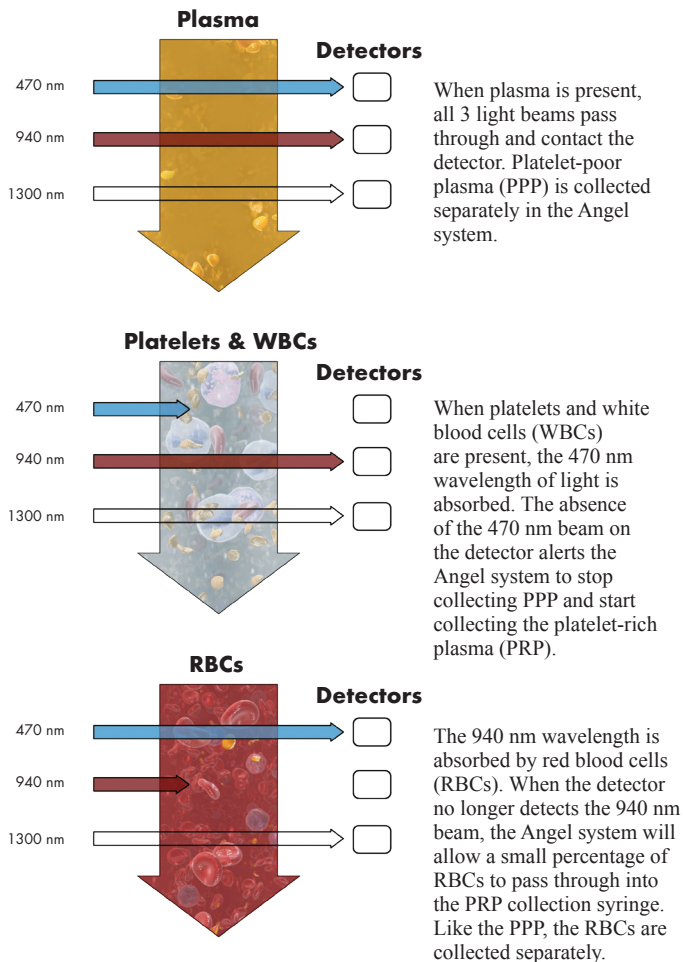 Plasma
Detectors
470 nm
940 nm
1300 nm
When plasma is present,
all 3 light beams pass
through and contact the
detector. Platelet-poor
plasma (PPP) is collected
separately in the Angel
system.
Platelets & WBCs
Detectors
470 nm
940 nm
1300 nm
When platelets and white
blood cells (WBCs)
are present, the 470 nm
wavelength of light is
absorbed. The absence
of the 470 nm beam on
the detector alerts the
Angel system to stop
collecting PPP and start
collecting the platelet-rich
plasma (PRP).
RBCs
Detectors
470 nm
940 nm
1300 nm
The 940 nm wavelength is
absorbed by red blood cells
(RBCs). When the detector
no longer detects the 940 nm
beam, the Angel system will
allow a small percentage of
RBCs to pass through into
the PRP collection syringe.
Like the PPP, the RBCs are
collected separately.